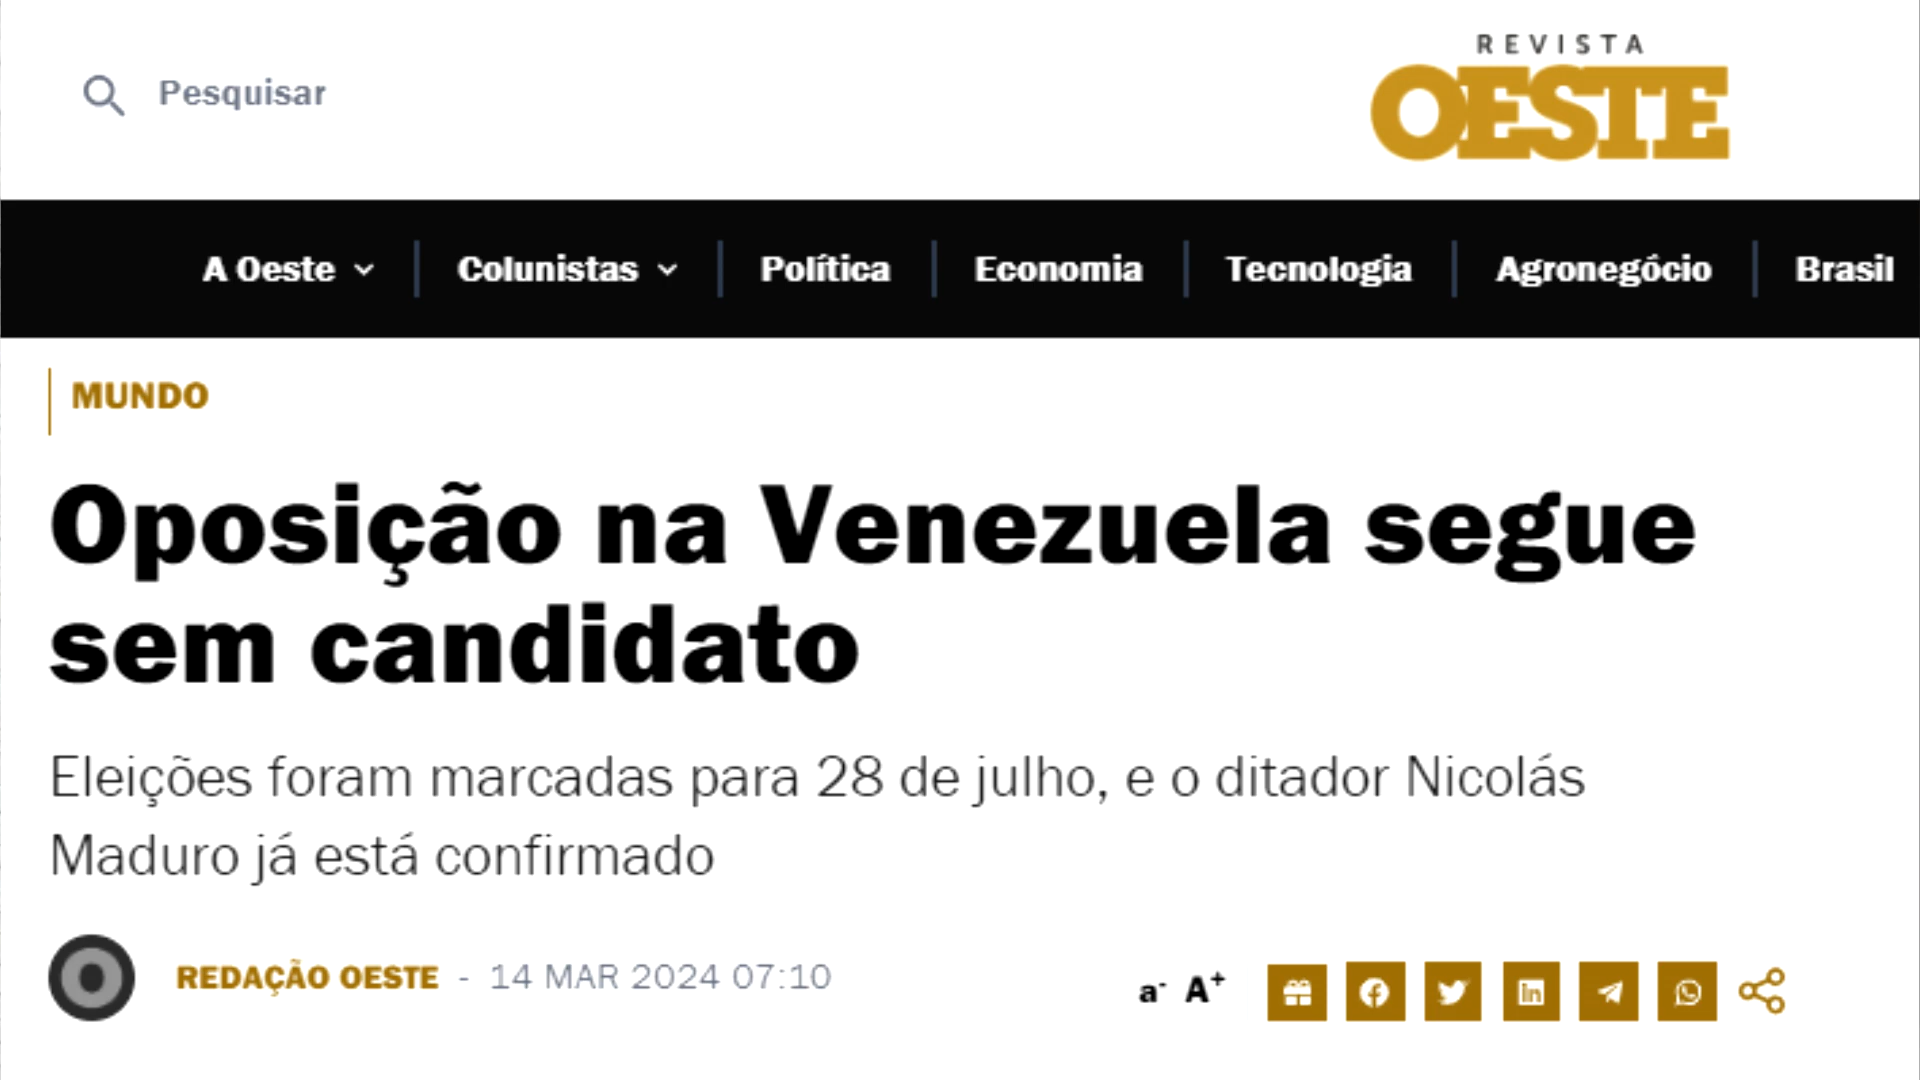 Pesquisar
REVISTA
OESTE
A Oeste
Colunistas
Política
Economia
Tecnologia
Agronegócio
Brasil
MUNDO
Oposição na Venezuela segue
sem candidato
Eleições foram marcadas para 28 de julho, e o ditador Nicolás
Maduro já está confirmado
REDAÇÃO OESTE - 14 MAR 2024 07:10
a- A+